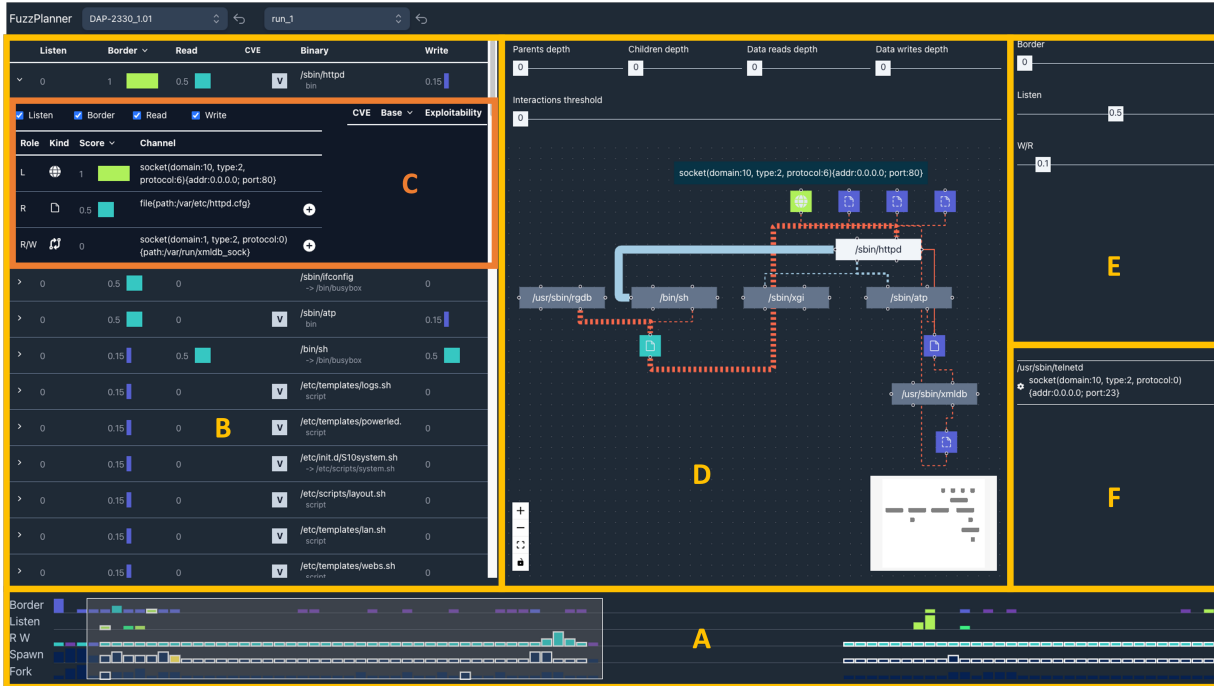 FuzzPlanner DAP-2330_1.01 run_1
Listen Border Read CVE Binary Write
0 1 0.5 V /sbin/httpd 0.15
bin
Listen Border Read Write CVE Base Exploitability
Role Kind Score Channel
L 1 socket(domain:10, type:2,
protocol:6){addr:0.0.0.0; port:80}
R 0.5 file{path:/var/etc/httpd.cfg}
R/W 0 socket(domain:1, type:2, protocol:0)
{path:/var/run/xmldb_sock}
C
0 0.5 0 /sbin/ifconfig 0
-> /bin/busybox
0 0.5 0 V /sbin/atp 0.15
bin
0 0.15 0.5 /bin/sh 0.5
-> /bin/busybox
0 0.15 0 V /etc/templates/logs.sh 0
script
0 0.15 0 V /etc/templates/powerled. 0
script
B
0 0.15 0 V /etc/init.d/S10system.sh 0
-> /etc/scripts/system.sh
0 0.15 0 V /etc/scripts/layout.sh 0
script
0 0.15 0 V /etc/templates/lan.sh 0
script
0 0.15 0 V /etc/templates/webs.sh 0
script
Parents depth Children depth Data reads depth Data writes depth
0 0 0 0
Interactions threshold
0
socket(domain:10, type:2, protocol:6){addr:0.0.0.0; port:80}
/sbin/httpd
/usr/sbin/rgdb /bin/sh /sbin/xgi /sbin/atp
/usr/sbin/xmldb
D
Border
0
Listen
0.5
W/R
0.1
E
/usr/sbin/telnetd
socket(domain:10, type:2, protocol:0)
{addr:0.0.0.0; port:23}
F
Border
Listen
R W
Spawn
Fork
A